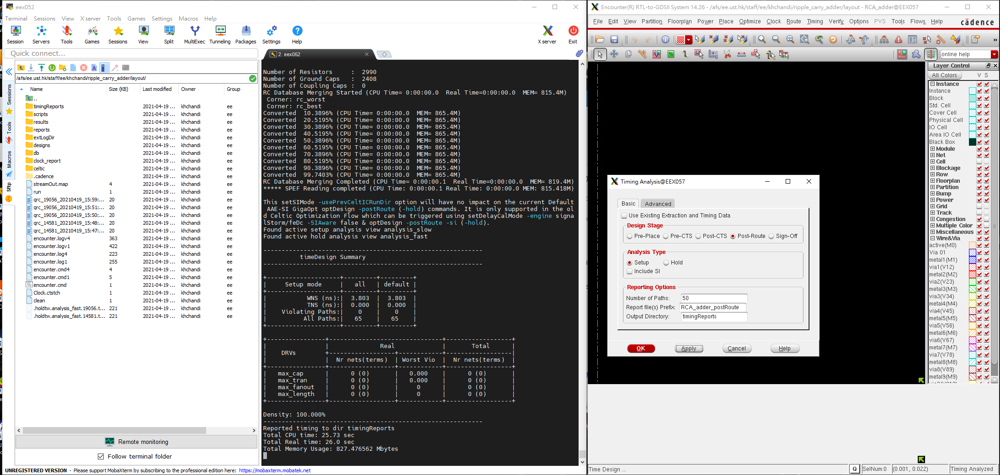 eex052
Terminal Sessions View X server Tools Games Settings Macros Help
Session Servers Tools Games Sessions View Split MultiExec Tunneling Packages Settings Help X server Exit
Quick connect...
2. eex052
Sessions
Tools
Macros
Sftp
/afs/ee.ust.hk/staff/ee/khchandi/ripple_carry_adder/layout/
Name Size (KB) Last modified Owner Group
..
timingReports 2021-04-19 ... khchandi ee
scripts 2021-04-19 ... khchandi ee
results 2021-04-19 ... khchandi ee
reports 2021-04-19 ... khchandi ee
extLogDir 2021-04-19 ... khchandi ee
designs 2021-04-19 ... khchandi ee
db 2021-04-19 ... khchandi ee
clock_report 2021-04-19 ... khchandi ee
celtic 2021-04-19 ... khchandi ee
.cadence 2021-04-19 ... khchandi ee
streamOut.map 4 2021-04-19 ... khchandi ee
run 1 2021-04-19 ... khchandi ee
qrc_19056_20210419_15:59:... 20 2021-04-19 ... khchandi ee
qrc_19056_20210419_15:51:... 20 2021-04-19 ... khchandi ee
qrc_19056_20210419_15:50:... 20 2021-04-19 ... khchandi ee
qrc_14581_20210419_15:48:... 20 2021-04-19 ... khchandi ee
qrc_14581_20210419_15:47:... 20 2021-04-19 ... khchandi ee
encounter.logv4 363 2021-04-19 ... khchandi ee
encounter.logv1 422 2021-04-19 ... khchandi ee
encounter.log4 223 2021-04-19 ... khchandi ee
encounter.log1 255 2021-04-19 ... khchandi ee
encounter.cmd4 4 2021-04-19 ... khchandi ee
encounter.cmd1 5 2021-04-19 ... khchandi ee
encounter.cmd 1 2021-04-19 ... khchandi ee
Clock.ctstch 1 2021-04-19 ... khchandi ee
clean 1 2021-04-19 ... khchandi ee
.holdtw.analysis_fast.19056.t... 221 2021-04-19 ... khchandi ee
.holdtw.analysis_fast.14581.t... 221 2021-04-19 ... khchandi ee
Remote monitoring
Follow terminal folder
UNREGISTERED VERSION - Please support MobaXterm by subscribing to the professional edition here: https://mobaxterm.mobatek.net
Number of Resistors : 2990
Number of Ground Caps : 2408
Number of Coupling Caps : 0
RC Database Merging Started (CPU Time= 0:00:00.0 Real Time=0:00:00.0 MEM= 815.4M)
Corner: rc_worst
Corner: rc_best
Converted 10.3896% (CPU Time= 0:00:00.0 MEM= 865.4M)
Converted 20.5195% (CPU Time= 0:00:00.0 MEM= 865.4M)
Converted 30.3896% (CPU Time= 0:00:00.0 MEM= 865.4M)
Converted 40.5195% (CPU Time= 0:00:00.0 MEM= 865.4M)
Converted 50.3896% (CPU Time= 0:00:00.0 MEM= 865.4M)
Converted 60.5195% (CPU Time= 0:00:00.0 MEM= 865.4M)
Converted 70.3896% (CPU Time= 0:00:00.0 MEM= 865.4M)
Converted 80.5195% (CPU Time= 0:00:00.0 MEM= 865.4M)
Converted 90.3896% (CPU Time= 0:00:00.0 MEM= 865.4M)
Converted 99.7403% (CPU Time= 0:00:00.0 MEM= 865.4M)
RC Database Merging Completed (CPU Time= 0:00:00.1 Real Time=0:00:00.0 MEM= 819.4M)
***** SPEF Reading completed (CPU Time: 0:00:00.1 Real Time: 0:00:00.0 MEM: 815.418M)
This setSIMode -usePrevCeltICRunDir option will have no impact on the current Default
AAE-SI GigaOpt optDesign -postRoute (-hold) commands. It is only supported in the ol
d Celtic Optimization Flow which can be triggered using setDelayCalMode -engine signa
lStorm/feDc -SIAware false & optDesign -postRoute -si (-hold).
Found active setup analysis view analysis_slow
Found active hold analysis view analysis_fast
------------------------------------------------------------
timeDesign Summary
------------------------------------------------------------
+--------------------+---------+---------+
| Setup mode | all | default |
+--------------------+---------+---------+
| WNS (ns):| 3.803 | 3.803 |
| TNS (ns):| 0.000 | 0.000 |
| Violating Paths:| 0 | 0 |
| All Paths:| 65 | 65 |
+--------------------+---------+---------+
+----------------+-------------------------------+------------------+
| | Real | Total |
| DRVs +------------------+------------+------------------|
| | Nr nets(terms) | Worst Vio | Nr nets(terms) |
+----------------+------------------+------------+------------------+
| max_cap | 0 (0) | 0.000 | 0 (0) |
| max_tran | 0 (0) | 0.000 | 0 (0) |
| max_fanout | 0 (0) | 0 | 0 (0) |
| max_length | 0 (0) | 0 | 0 (0) |
+----------------+------------------+------------+------------------+
Density: 100.000%
------------------------------------------------------------
Reported timing to dir timingReports
Total CPU time: 25.73 sec
Total Real time: 26.0 sec
Total Memory Usage: 827.476562 Mbytes
Encounter(R) RTL-to-GDSII System 14.26 - /afs/ee.ust.hk/staff/ee/khchandi/ripple_carry_adder/layout - RCA_adder@EEX057
File Edit View Partition Floorplan Power Place Optimize Clock Route Timing Verify Options PVS Tools Flows Help
cādence
»
online help
Layer Control
All Colors V S
Instance
Instance
Block
Std. Cell
Cover Cell
Physical Cell
IO Cell
Area IO Cell
Black Box
Module
Net
Cell
Blockage
Row
Floorplan
Partition
Bump
Power
Grid
Track
Congestion
Multiple Color
Miscellaneous
Wire&Via
active(M0)
Via 01
metal1(M1)
via1(V12)
metal2(M2)
via2(V23)
metal3(M3)
via3(V34)
metal4(M4)
via4(V45)
metal5(M5)
via5(V56)
metal6(M6)
via6(V67)
metal7(M7)
via7(V78)
metal8(M8)
via8(V89)
metal9(M9)
Timing Analysis@EEX057
Basic Advanced
Use Existing Extraction and Timing Data
Design Stage
Pre-Place Pre-CTS Post-CTS Post-Route Sign-Off
Analysis Type
Setup Hold
Include SI
Reporting Options
Number of Paths: 50
Report file(s) Prefix: RCA_adder_postRoute
Output Directory: timingReports
OK Apply Cancel Help
Time Design ...
Q SelNum:0 (0.001, 0.022) Timing Analyzed